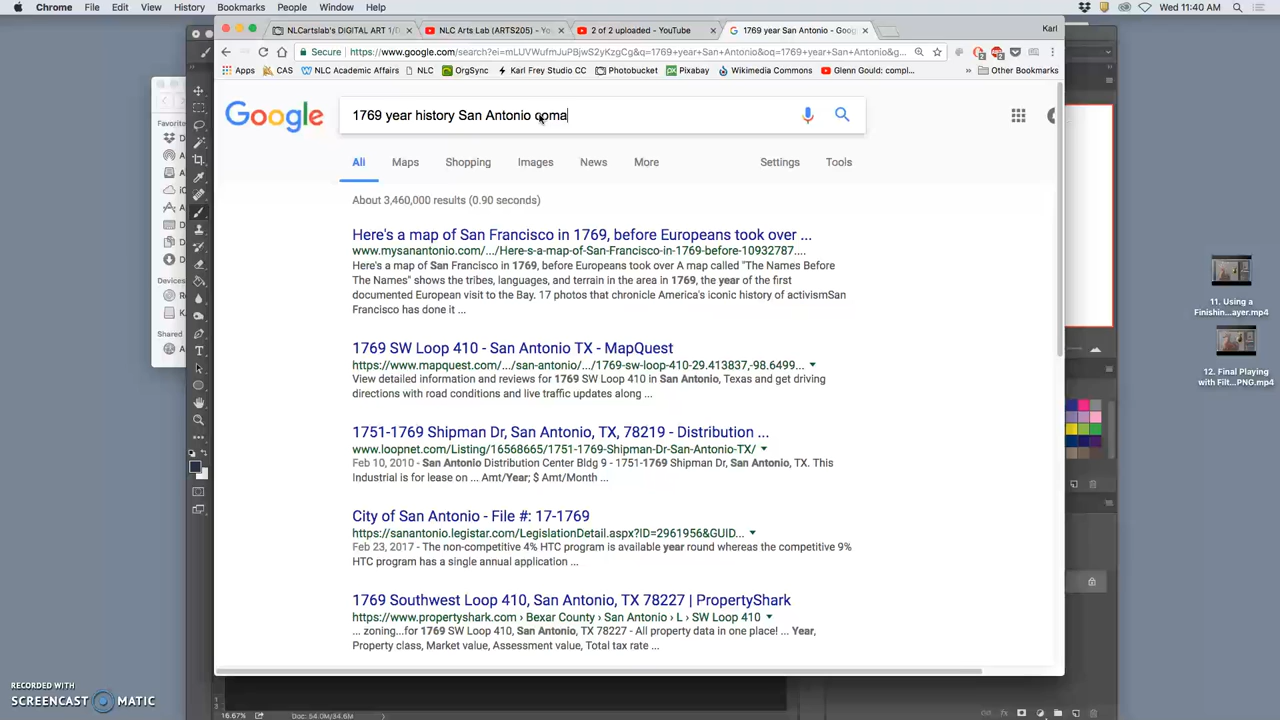 Chrome File Edit View History Bookmarks People Window Help
Wed 11:40 AM
NLCartslab's DIGITAL ART 1/
NLC Arts Lab (ARTS205) - Yo
2 of 2 uploaded - YouTube
1769 year San Antonio - Goog
Karl
Secure
https://www.google.com/search?ei=mLUVWufmJuPBjwS2yKzgCg&q=1769+year+San+Antonio&oq=1769+year+San+Antonio&g...
Apps CAS NLC Academic Affairs NLC OrgSync Karl Frey Studio CC Photobucket Pixabay Wikimedia Commons Glenn Gould: compl... » Other Bookmarks
Google
1769 year history San Antonio coma
All Maps Shopping Images News More Settings Tools
About 3,460,000 results (0.90 seconds)
Here's a map of San Francisco in 1769, before Europeans took over ...
www.mysanantonio.com/.../Here-s-a-map-of-San-Francisco-in-1769-before-10932787....
Here's a map of San Francisco in 1769, before Europeans took over A map called "The Names Before
The Names" shows the tribes, languages, and terrain in the area in 1769, the year of the first
documented European visit to the Bay. 17 photos that chronicle America's iconic history of activismSan
Francisco has done it ...
1769 SW Loop 410 - San Antonio TX - MapQuest
https://www.mapquest.com/.../san-antonio/.../1769-sw-loop-410-29.413837,-98.6499...
View detailed information and reviews for 1769 SW Loop 410 in San Antonio, Texas and get driving
directions with road conditions and live traffic updates along ...
1751-1769 Shipman Dr, San Antonio, TX, 78219 - Distribution ...
www.loopnet.com/Listing/16568665/1751-1769-Shipman-Dr-San-Antonio-TX/
Feb 10, 2010 - San Antonio Distribution Center Bldg 9 - 1751-1769 Shipman Dr, San Antonio, TX. This
Industrial is for lease on ... Amt/Year; $ Amt/Month ...
City of San Antonio - File #: 17-1769
https://sanantonio.legistar.com/LegislationDetail.aspx?ID=2961956&GUID...
Feb 23, 2017 - The non-competitive 4% HTC program is available year round whereas the competitive 9%
HTC program has a single annual application ...
1769 Southwest Loop 410, San Antonio, TX 78227 | PropertyShark
https://www.propertyshark.com › Bexar County › San Antonio › L › SW Loop 410
... zoning...for 1769 SW Loop 410, San Antonio, TX 78227 - All property data in one place! ... Year,
Property class, Market value, Assessment value, Total tax rate ...
Favorite
Devices
Shared
11. Using a
Finishin...ayer.mp4
12. Final Playing
with Filt...PNG.mp4
RECORDED WITH
SCREENCAST MATIC
16.67%
Doc: 54.0M/34.6M